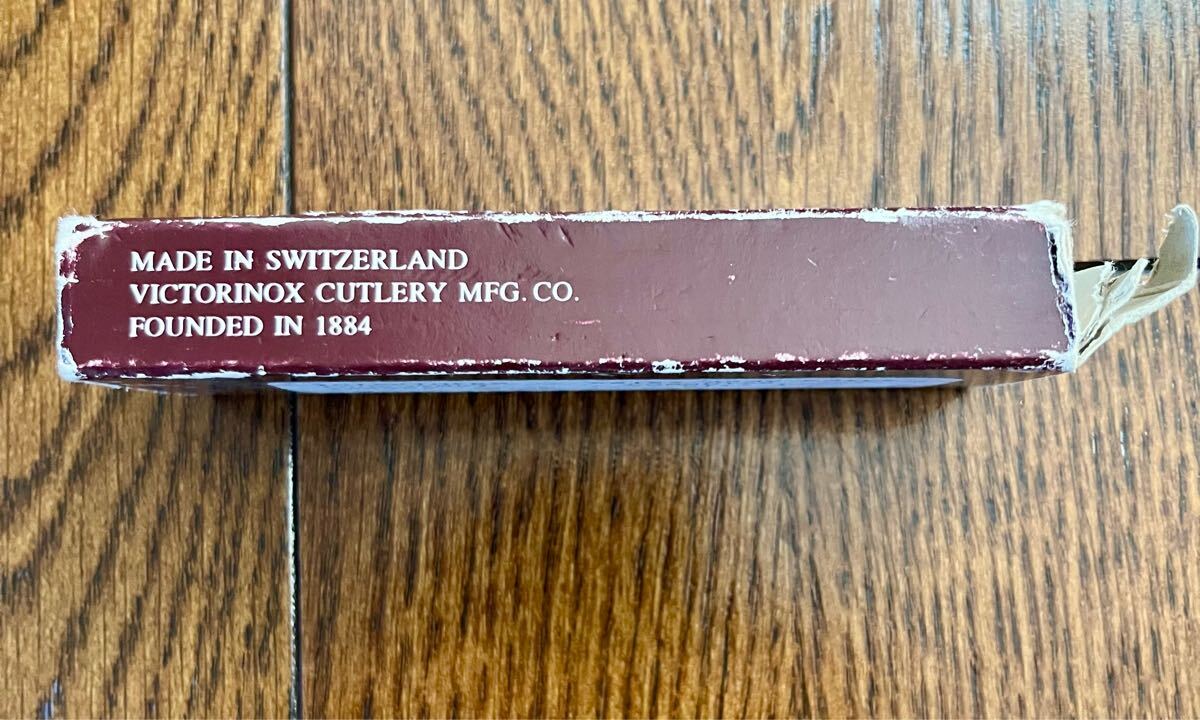 MADE IN SWITZERLAND
VICTORINOX CUTLERY MFG. CO.
FOUNDED IN 1884